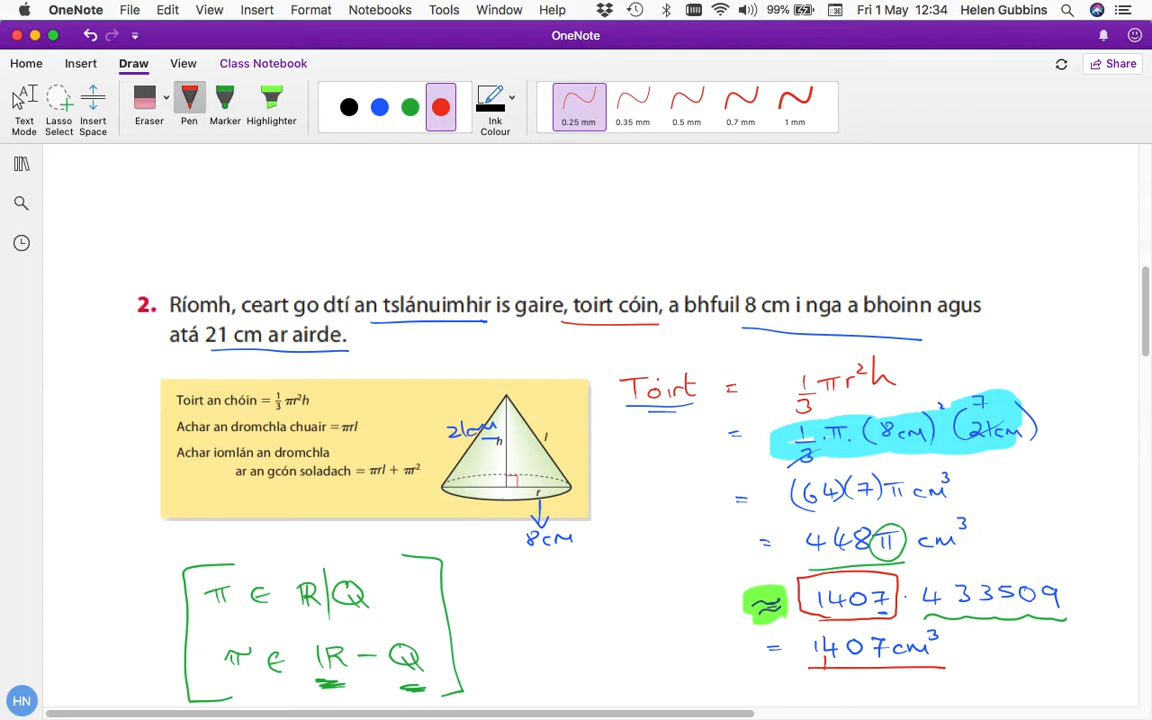 OneNote File Edit View Insert Format Notebooks Tools Window Help 99% Fri 1 May 12:34 Helen Gubbins
OneNote
Home Insert Draw View Class Notebook Share
Text Mode
Lasso Select
Insert Space
Eraser
Pen
Marker
Highlighter
Ink Colour
0.25 mm 0.35 mm 0.5 mm 0.7 mm 1 mm
2. Ríomh, ceart go dtí an tslánuimhir is gaire, toirt cóin, a bhfuil 8 cm i nga a bhoinn agus
atá 21 cm ar airde.
Toirt an chóin = 1/3 πr²h
Achar an dromchla chuair = πrl
Achar iomlán an dromchla
ar an gcón soladach = πrl + πr²
21cm
h
l
r
8cm
Toirt = 1/3 πr²h
= 1/3 · π · (8cm)² (21cm) 7
= (64)(7)π cm³
= 448π cm³
≈ 1407.433509
= 1407cm³
π ∈ ℝ|ℚ
π ∈ ℝ − ℚ
HN